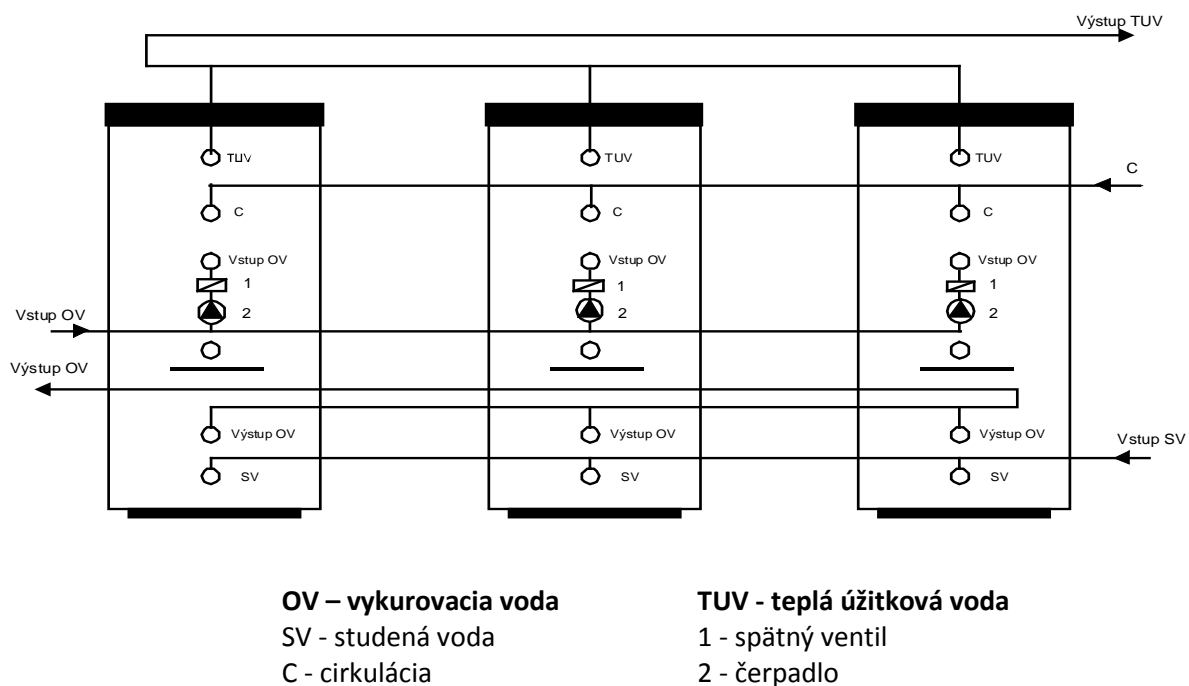 Výstup TUV
TUV TUV TUV
C
C C C
Vstup OV Vstup OV Vstup OV
1 1 1
Vstup OV 2 2 2
Výstup OV
Výstup OV Výstup OV Výstup OV
Vstup SV
SV SV SV
OV – vykurovacia voda TUV - teplá úžitková voda
SV - studená voda 1 - spätný ventil
C - cirkulácia 2 - čerpadlo